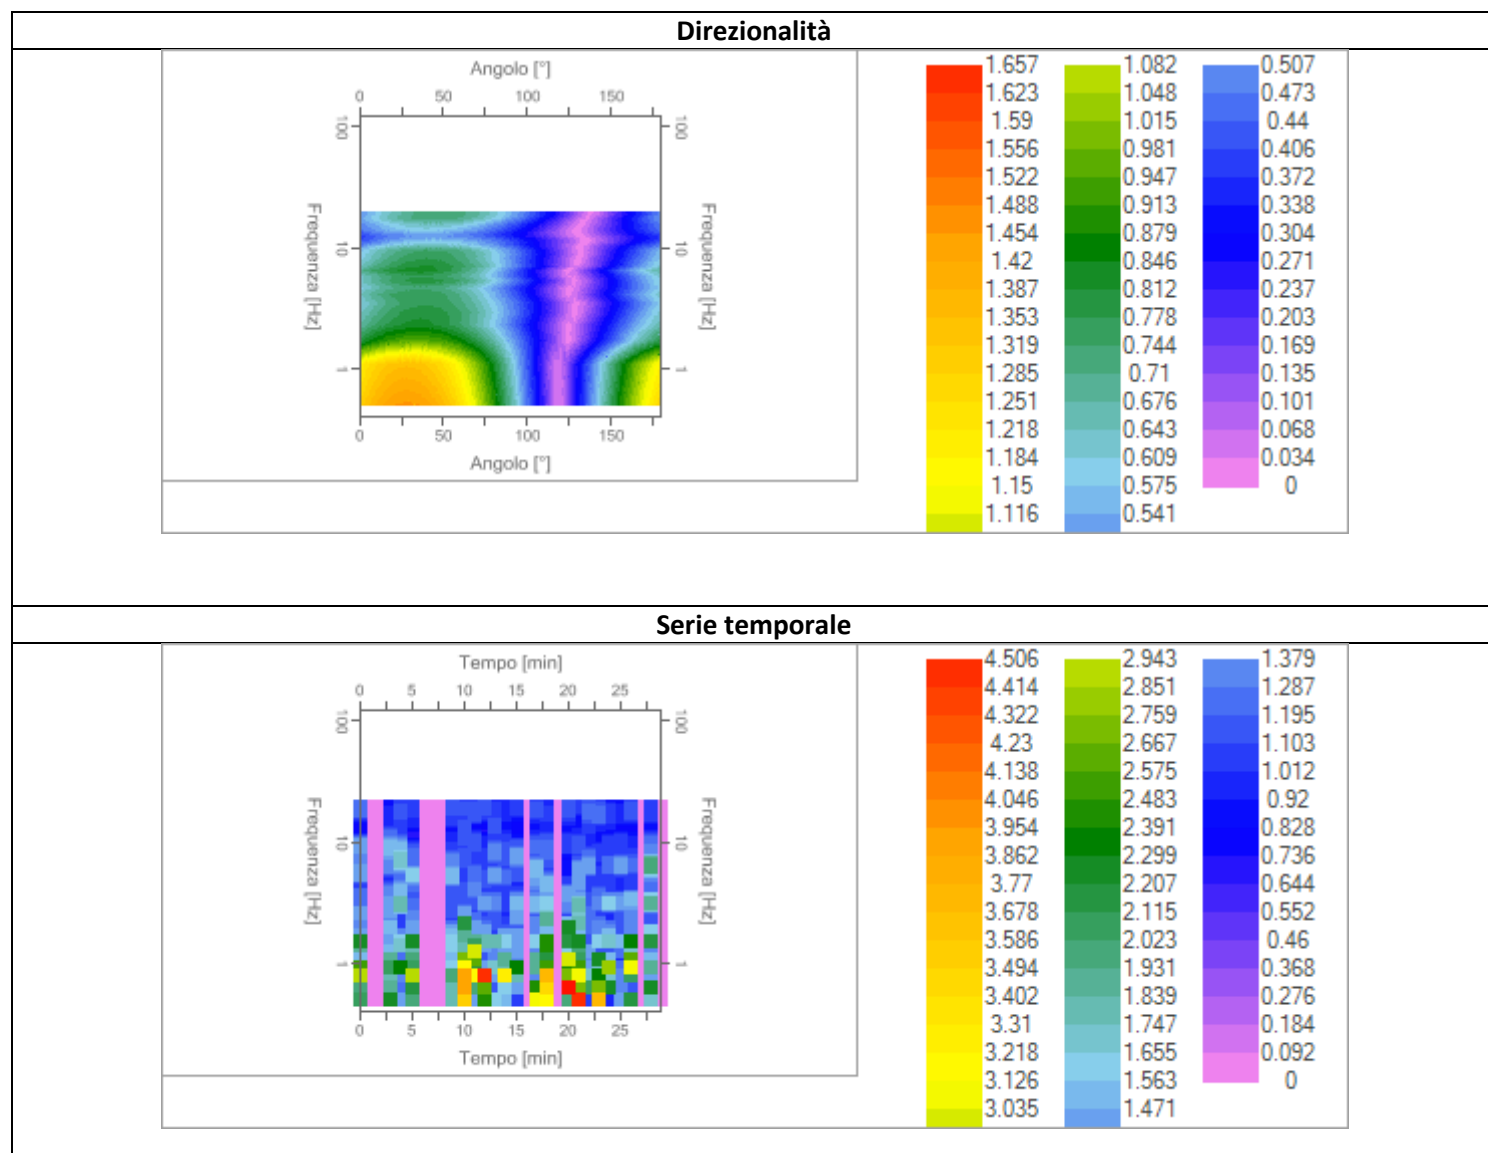 Direzionalità
Angolo [°]
0 50 100 150
100 100
10 10
1 1
Frequenza [Hz] Frequenza [Hz]
0 50 100 150
Angolo [°]
1.657 1.082 0.507
1.623 1.048 0.473
1.59 1.015 0.44
1.556 0.981 0.406
1.522 0.947 0.372
1.488 0.913 0.338
1.454 0.879 0.304
1.42 0.846 0.271
1.387 0.812 0.237
1.353 0.778 0.203
1.319 0.744 0.169
1.285 0.71 0.135
1.251 0.676 0.101
1.218 0.643 0.068
1.184 0.609 0.034
1.15 0.575 0
1.116 0.541
Serie temporale
Tempo [min]
0 5 10 15 20 25
100 100
10 10
1 1
Frequenza [Hz] Frequenza [Hz]
0 5 10 15 20 25
Tempo [min]
4.506 2.943 1.379
4.414 2.851 1.287
4.322 2.759 1.195
4.23 2.667 1.103
4.138 2.575 1.012
4.046 2.483 0.92
3.954 2.391 0.828
3.862 2.299 0.736
3.77 2.207 0.644
3.678 2.115 0.552
3.586 2.023 0.46
3.494 1.931 0.368
3.402 1.839 0.276
3.31 1.747 0.184
3.218 1.655 0.092
3.126 1.563 0
3.035 1.471